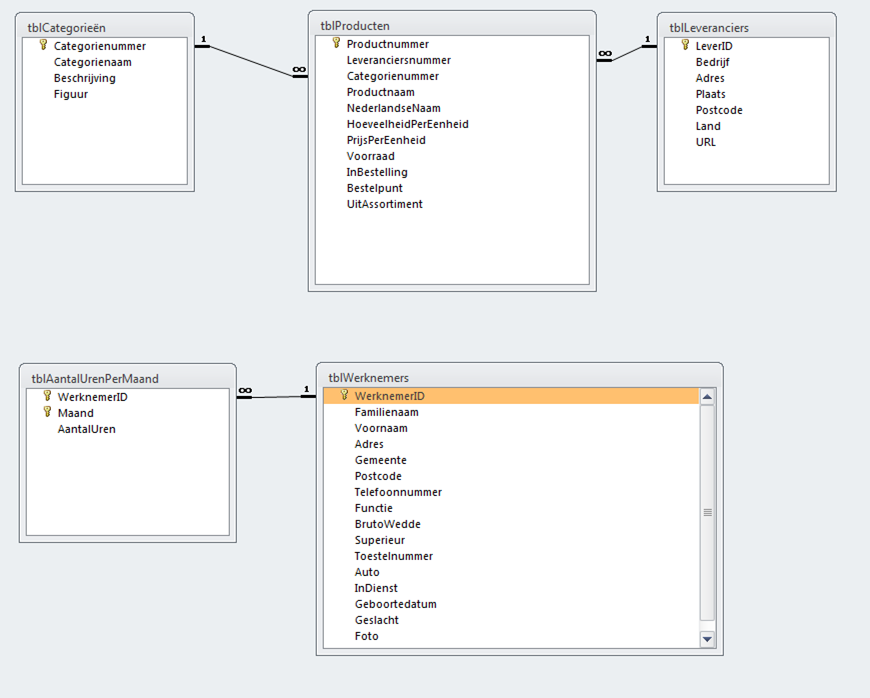 tblCategorieën
Categorienummer
Categorienaam
Beschrijving
Figuur
1
∞
tblProducten
Productnummer
Leveranciersnummer
Categorienummer
Productnaam
NederlandseNaam
HoeveelheidPerEenheid
PrijsPerEenheid
Voorraad
InBestelling
Bestelpunt
UitAssortiment
∞
1
tblLeveranciers
LeverID
Bedrijf
Adres
Plaats
Postcode
Land
URL
tblAantalUrenPerMaand
WerknemerID
Maand
AantalUren
∞
1
tblWerknemers
WerknemerID
Familienaam
Voornaam
Adres
Gemeente
Postcode
Telefoonnummer
Functie
BrutoWedde
Superieur
Toestelnummer
Auto
InDienst
Geboortedatum
Geslacht
Foto